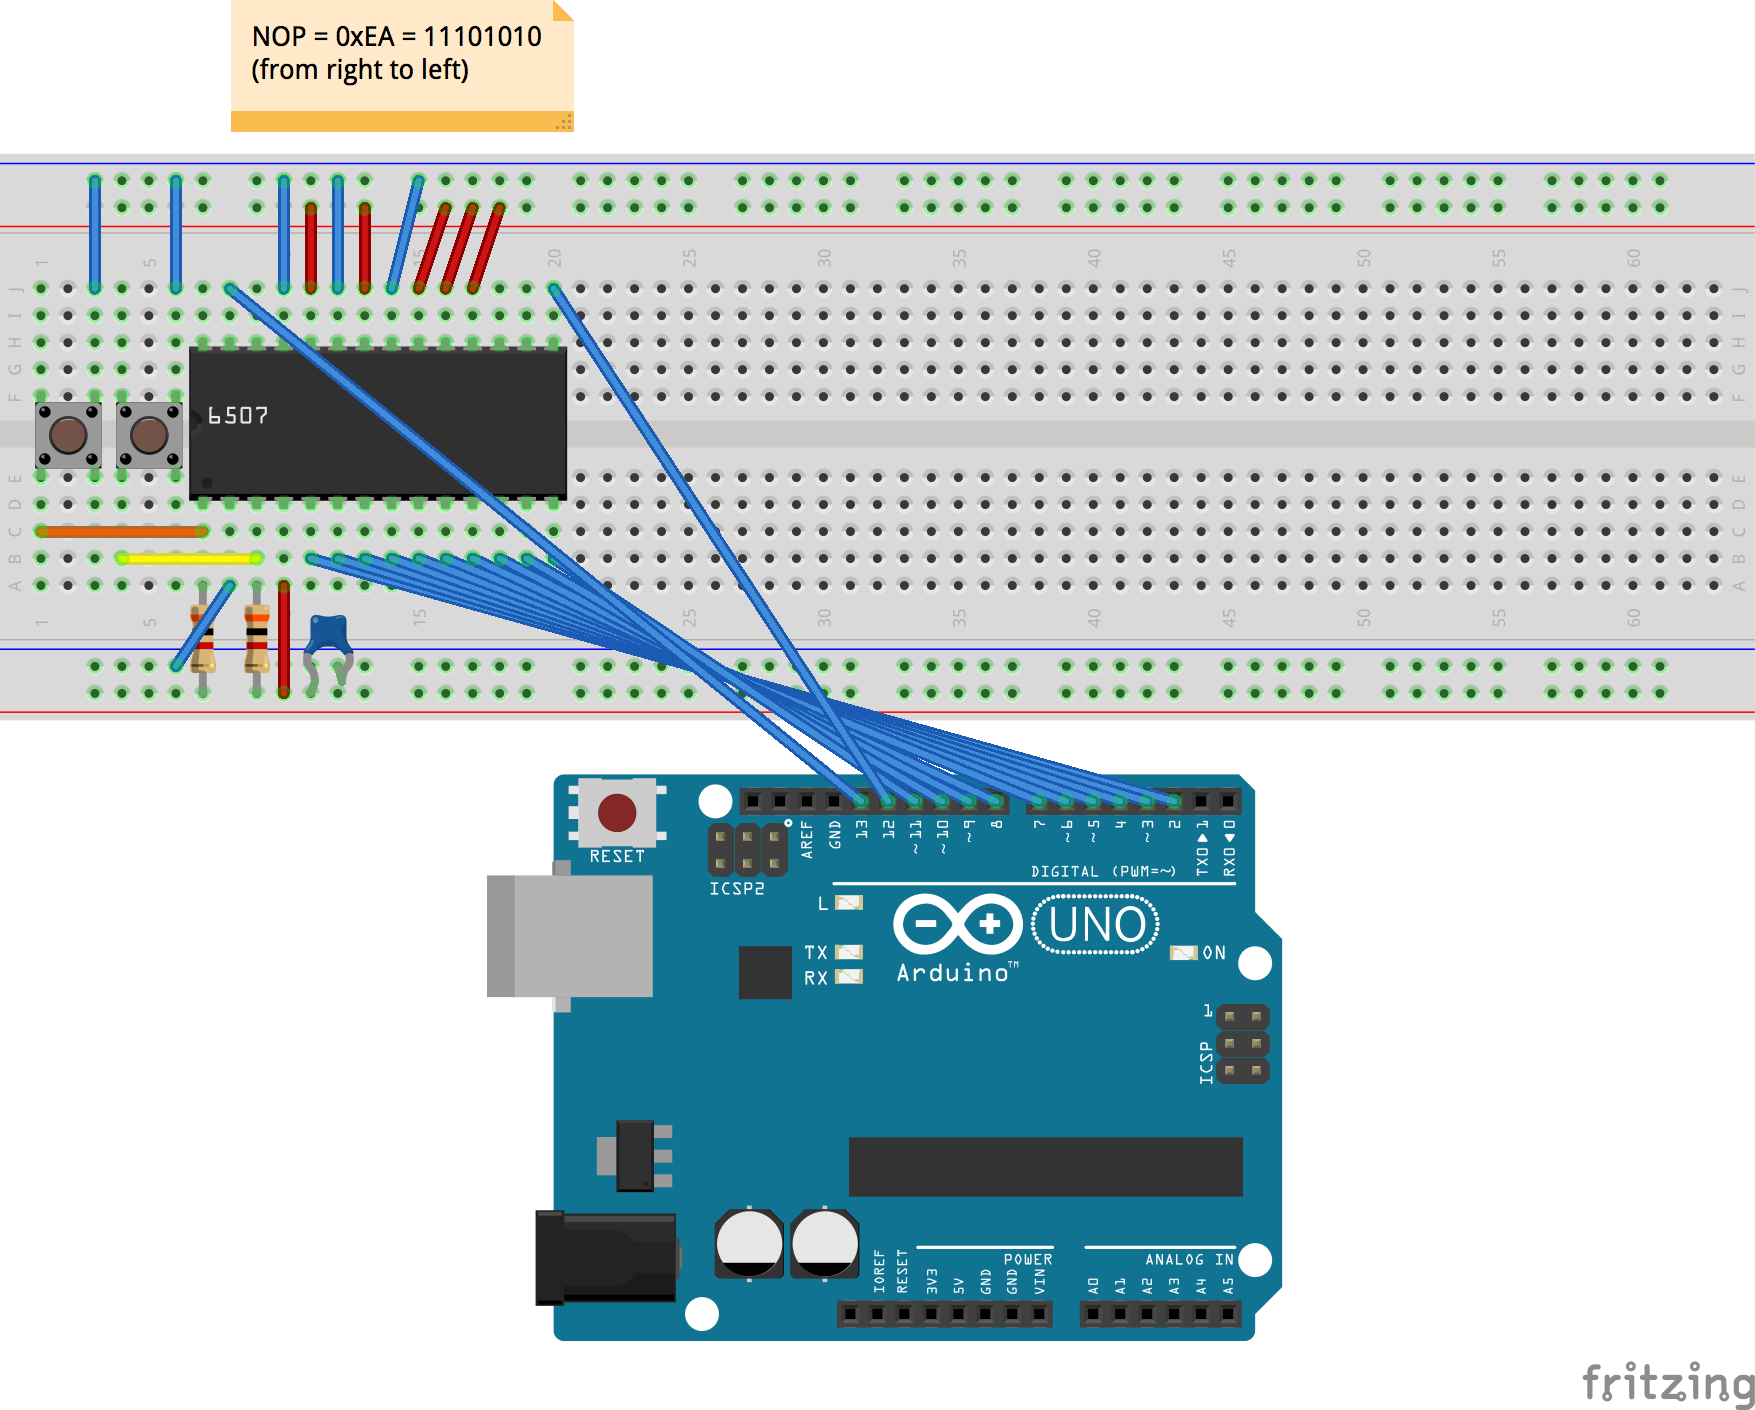 NOP = 0xEA = 11101010
(from right to left)
1 5 15 20 25 30 35 40 45 50 55 60
J J
I I
H H
G G
F F
6507
E E
D D
C C
B B
A A
1 5 15 25 30 35 40 45 50 55 60
RESET
ICSP2
AREF GND 13 12 ~11 ~10 ~9 8 7 ~6 ~5 4 ~3 2 TX0▶1 RX0◀0
DIGITAL (PWM=~)
L
TX
RX
UNO
Arduino™
ON
1
ICSP
POWER ANALOG IN
IOREF RESET 3V3 5V GND GND VIN A0 A1 A2 A3 A4 A5
fritzing